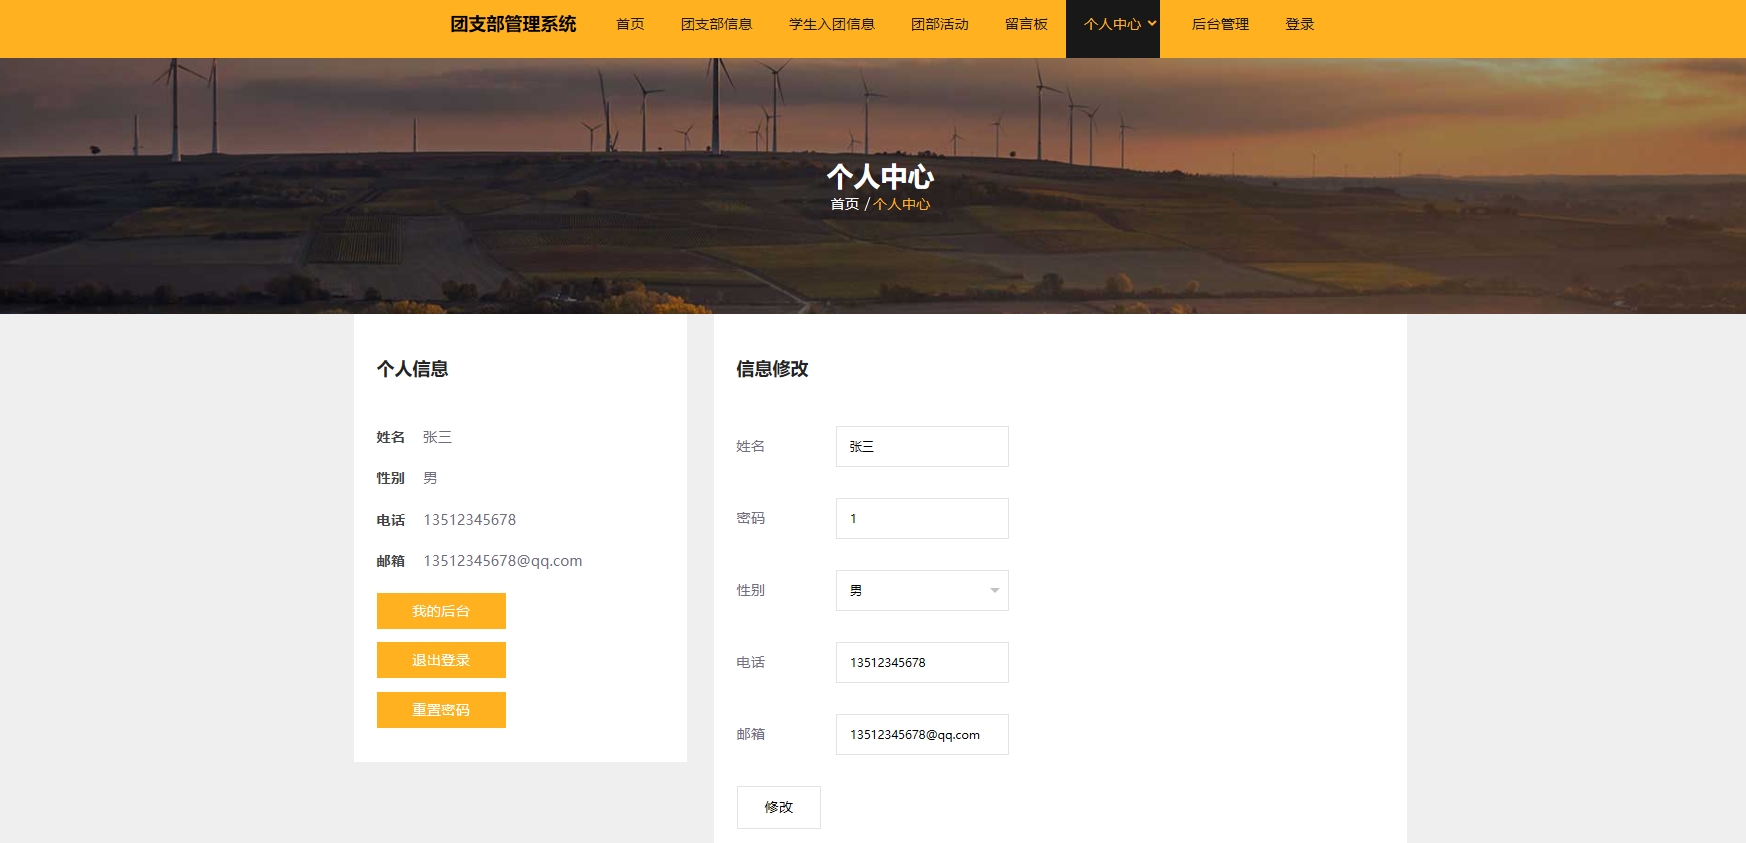 团支部管理系统 首页 团支部信息 学生入团信息 团部活动 留言板 个人中心 后台管理 登录
个人中心
首页 / 个人中心
个人信息
姓名 张三
性别 男
电话 13512345678
邮箱 13512345678@qq.com
我的后台
退出登录
重置密码
信息修改
姓名 张三
密码 1
性别 男
电话 13512345678
邮箱 13512345678@qq.com
修改